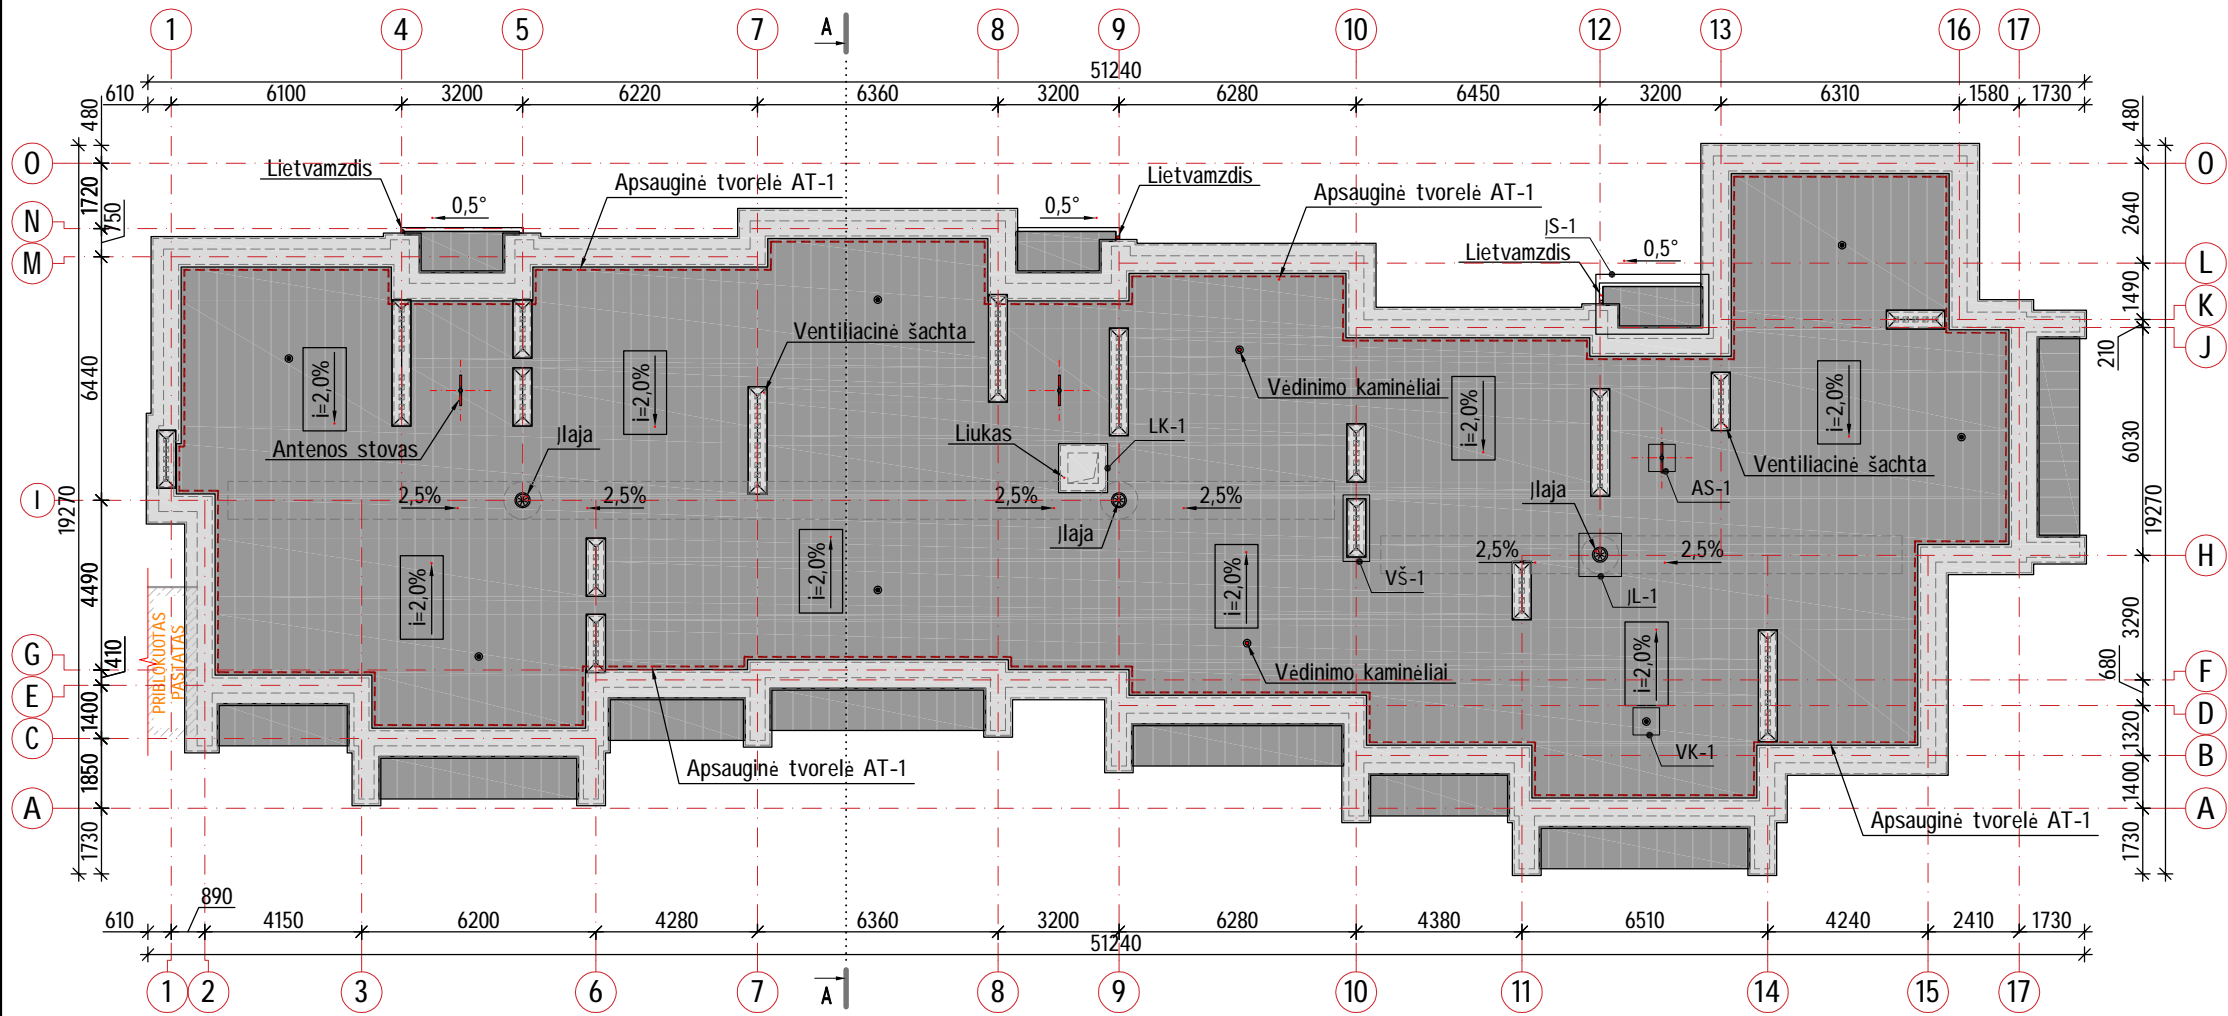 1 4 5 7 A 8 9 10 12 13 16 17
51240
610 6100 3200 6220 6360 3200 6280 6450 3200 6310 1580 1730
480
480
O
O
Lietvamzdis
Apsauginė tvorelė AT-1
Lietvamzdis
Apsauginė tvorelė AT-1
1720
750
2640
N
0,5°
0,5°
ĮS-1
M
Lietvamzdis
0,5°
L
1490
K
J
210
Ventiliacinė šachta
6440
i=2,0%
i=2,0%
Vėdinimo kaminėliai
i=2,0%
i=2,0%
Antenos stovas
Įlaja
Liukas
LK-1
6030
Ventiliacinė šachta
AS-1
I
19270
2,5%
2,5%
2,5%
2,5%
Įlaja
Įlaja
19270
2,5%
2,5%
H
VŠ-1
ĮL-1
4490
i=2,0%
i=2,0%
i=2,0%
i=2,0%
3290
PRIBLOKUOTAS
PASTATAS
G
410
E
Vėdinimo kaminėliai
F
680
D
1400
C
1320
VK-1
B
Apsauginė tvorelė AT-1
1850
1400
A
A
Apsauginė tvorelė AT-1
1730
1730
890
610 4150 6200 4280 6360 3200 6280 4380 6510 4240 2410 1730
51240
1 2 3 6 7 A 8 9 10 11 14 15 17